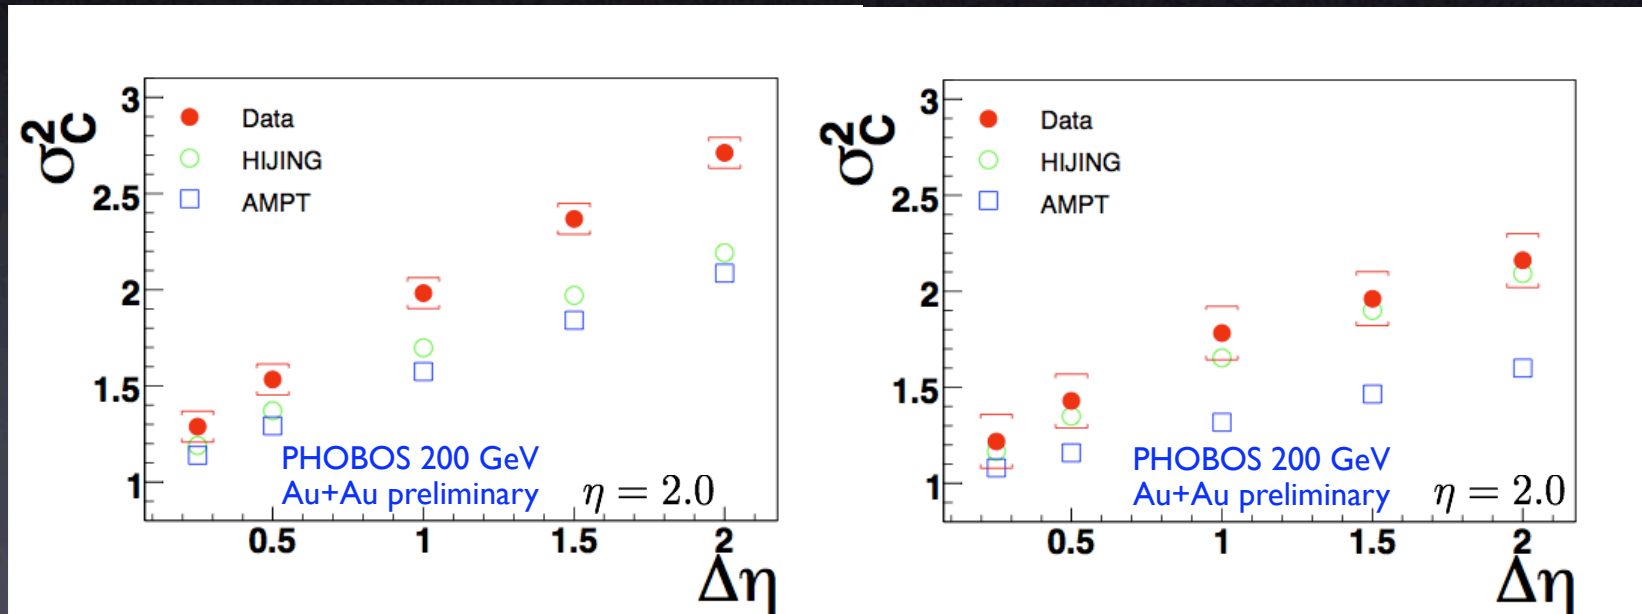 σ²_C
3
2.5
2
1.5
1
Data
HIJING
AMPT
PHOBOS 200 GeV
Au+Au preliminary
η = 2.0
0.5 1 1.5 2
Δη
σ²_C
3
2.5
2
1.5
1
Data
HIJING
AMPT
PHOBOS 200 GeV
Au+Au preliminary
η = 2.0
0.5 1 1.5 2
Δη